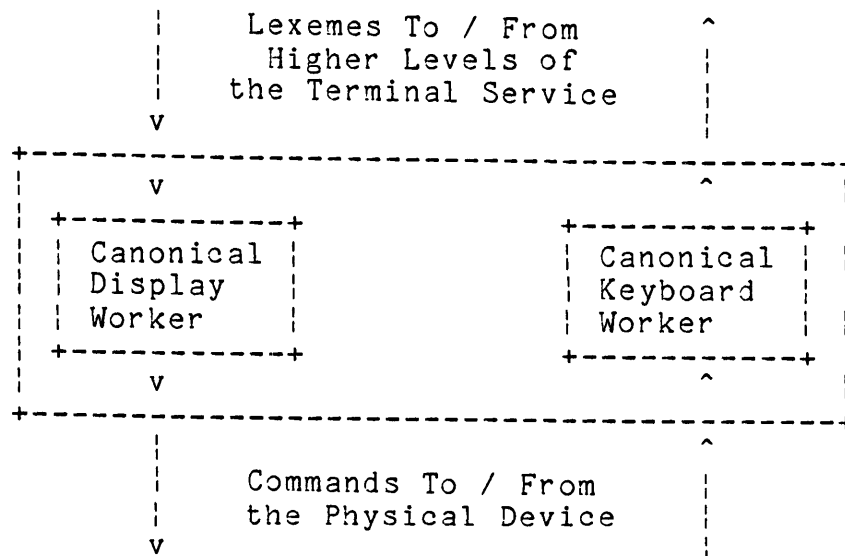 Lexemes To / From
Higher Levels of
the Terminal Service
Canonical
Display
Worker
Canonical
Keyboard
Worker
Commands To / From
the Physical Device